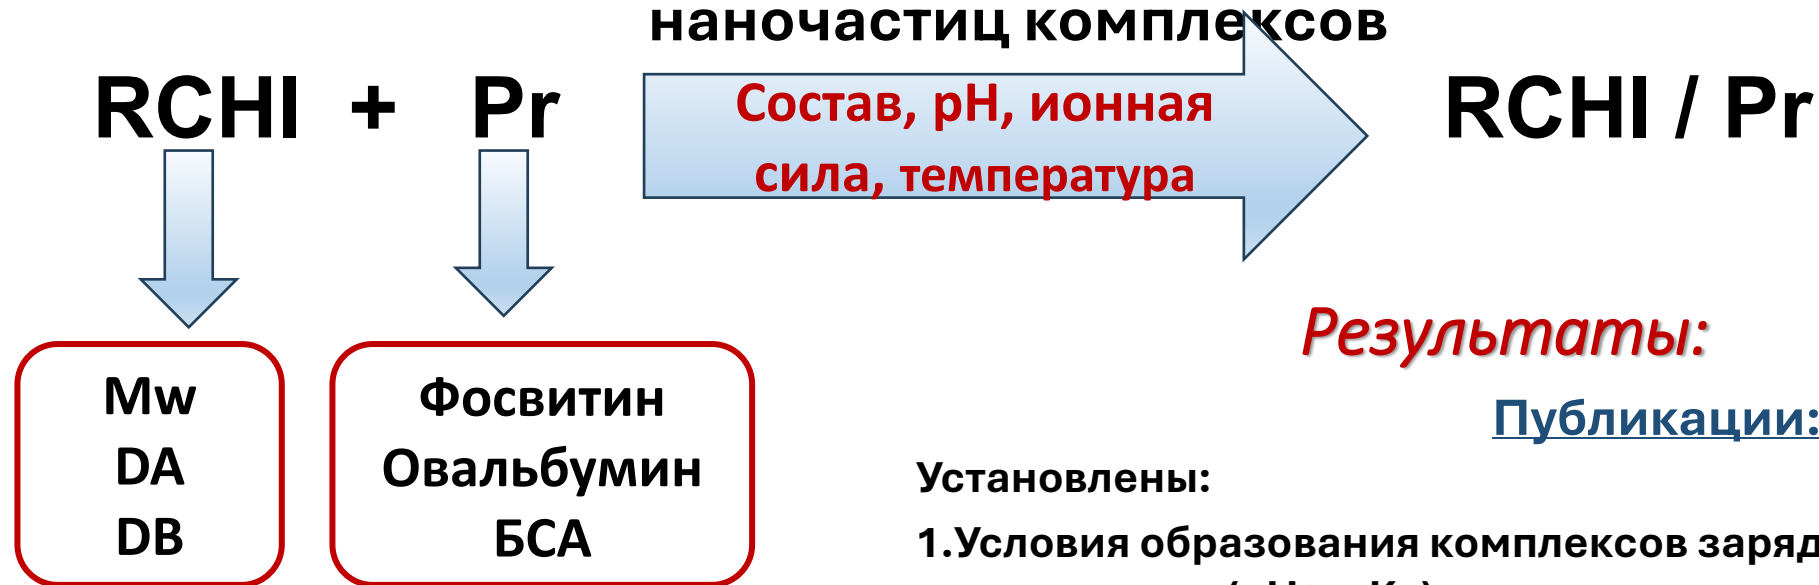 наночастиц комплексов
RCHI + Pr
Состав, pH, ионная
сила, температура
RCHI / Pr
Mw
DA
DB
Фосвитин
Овальбумин
БСА
Результаты:
Публикации:
Установлены:
1.Условия образования комплексов заряд